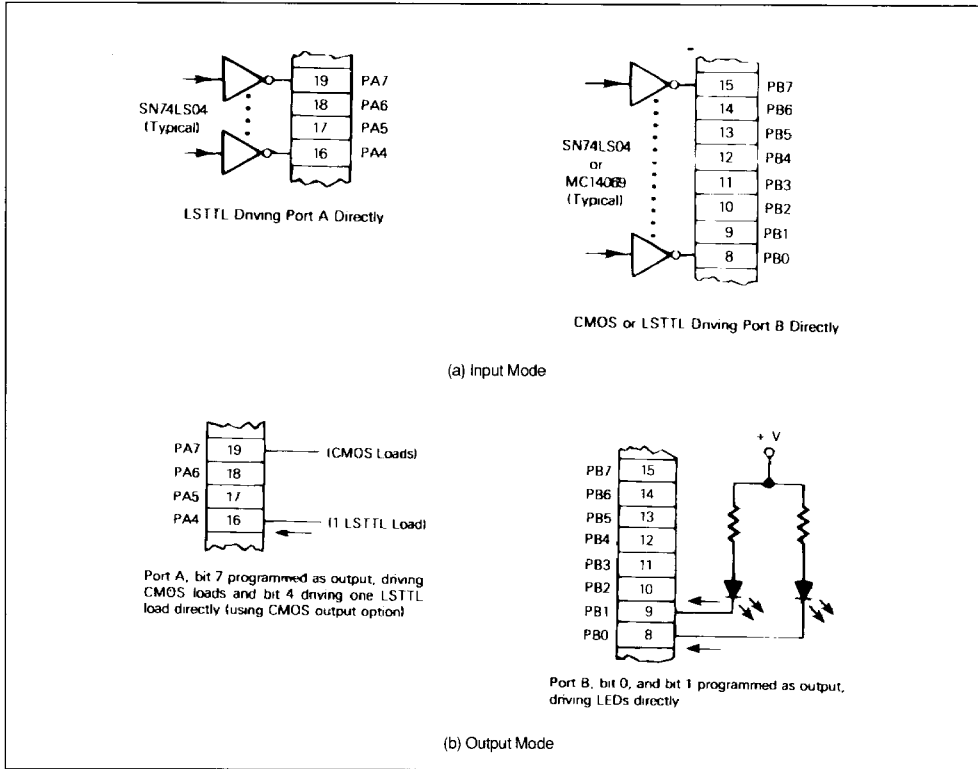 19 PA7
18 PA6
17 PA5
16 PA4
SN74LS04
(Typical)
LSTTL Driving Port A Directly
15 PB7
14 PB6
13 PB5
12 PB4
11 PB3
10 PB2
9 PB1
8 PB0
SN74LS04
or
MC14069
(Typical)
CMOS or LSTTL Driving Port B Directly
(a) Input Mode
PA7 19 (CMOS Loads)
PA6 18
PA5 17
PA4 16 (1 LSTTL Load)
Port A, bit 7 programmed as output, driving
CMOS loads and bit 4 driving one LSTTL
load directly (using CMOS output option)
+ V
PB7 15
PB6 14
PB5 13
PB4 12
PB3 11
PB2 10
PB1 9
PB0 8
Port B, bit 0, and bit 1 programmed as output,
driving LEDs directly
(b) Output Mode